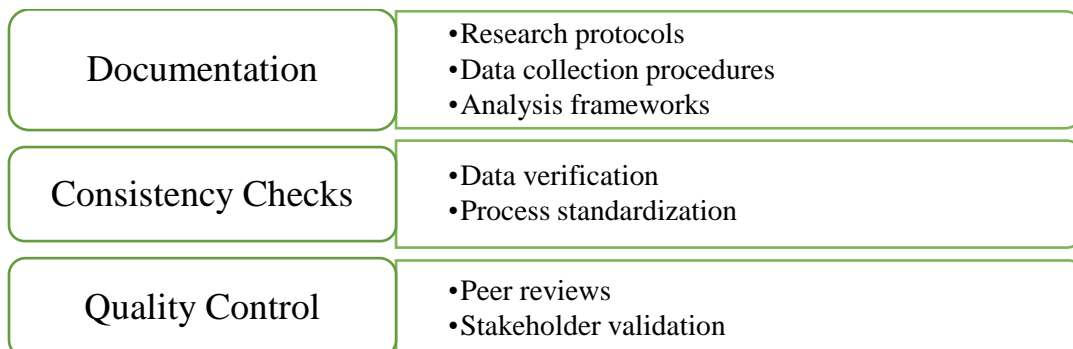 Documentation
•Research protocols
•Data collection procedures
•Analysis frameworks
Consistency Checks
•Data verification
•Process standardization
Quality Control
•Peer reviews
•Stakeholder validation